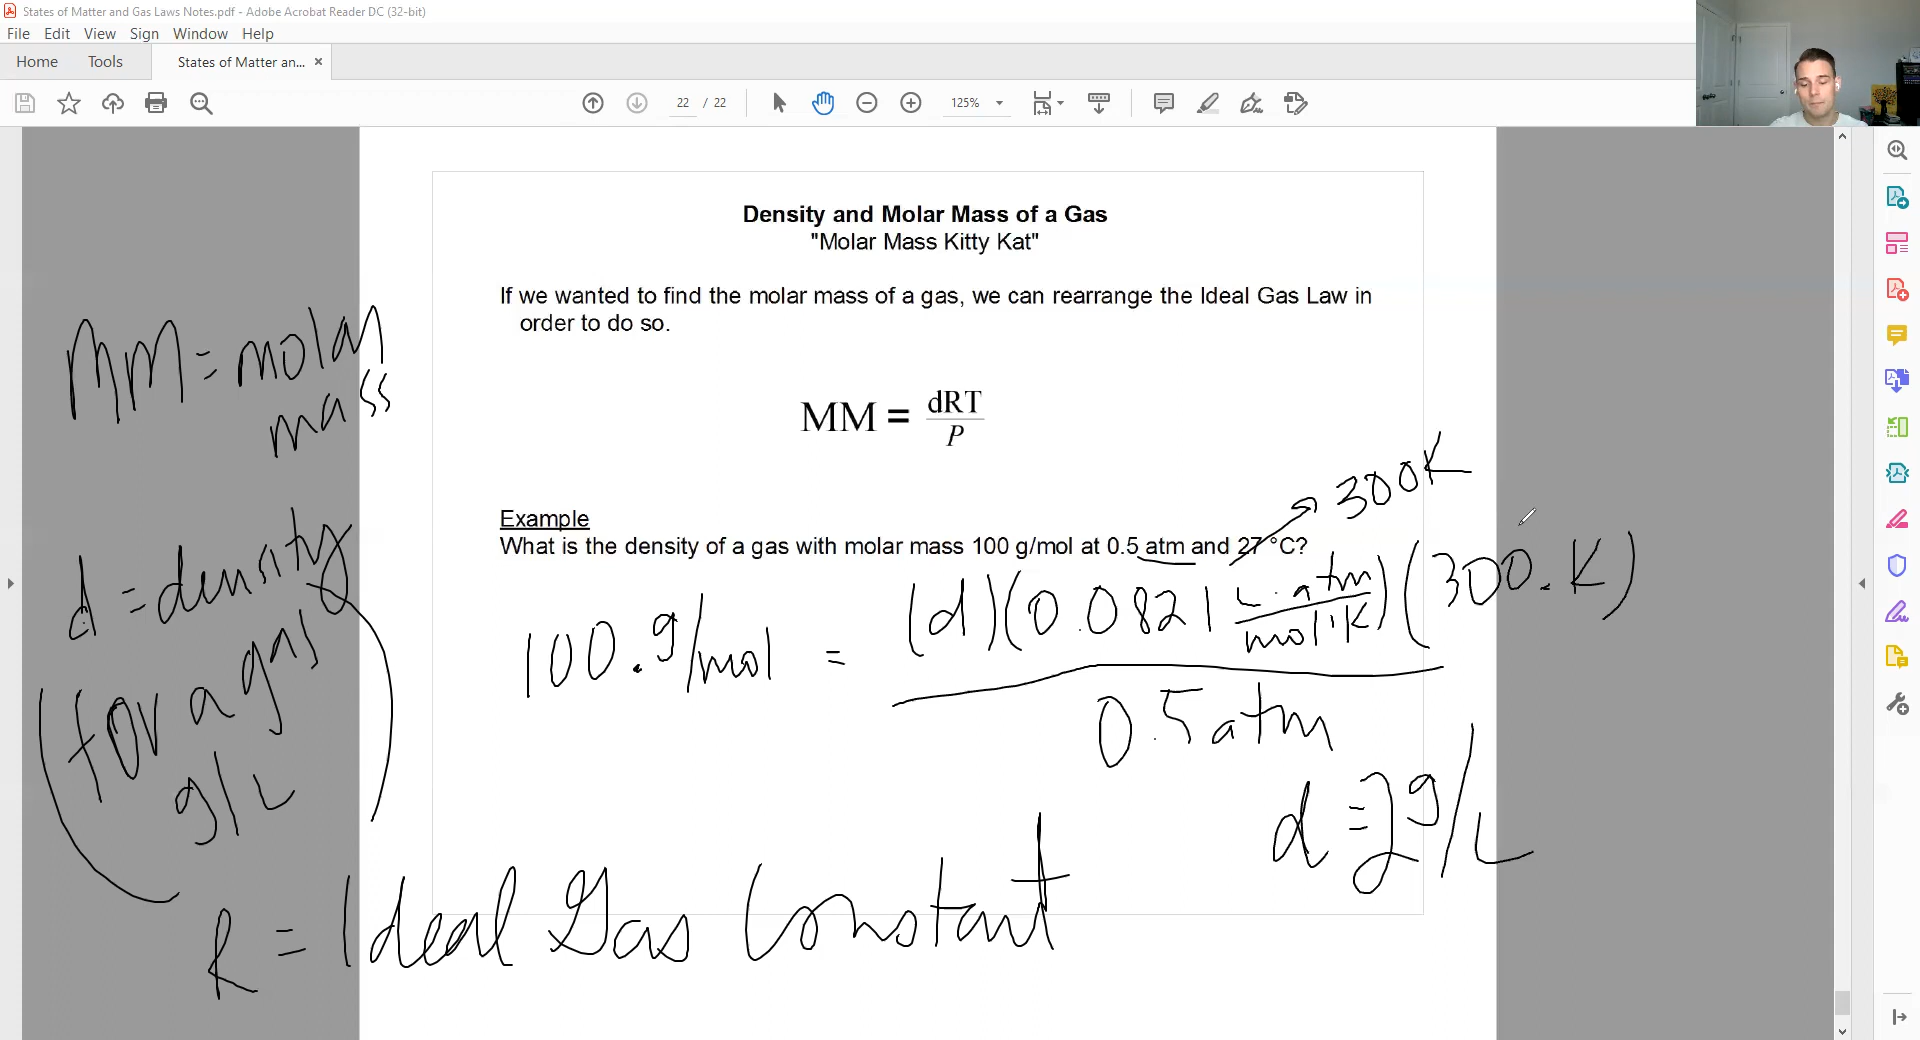 States of Matter and Gas Laws Notes.pdf - Adobe Acrobat Reader DC (32-bit)
File Edit View Sign Window Help
Home Tools States of Matter an... ×
22 / 22 125%
Density and Molar Mass of a Gas
"Molar Mass Kitty Kat"
If we wanted to find the molar mass of a gas, we can rearrange the Ideal Gas Law in
order to do so.
MM = molar
mass
MM = dRT
P
300K
Example
What is the density of a gas with molar mass 100 g/mol at 0.5 atm and 27 °C?
d = density
(for a gas
g/L)
100. g/mol = (d)(0.0821 L·atm/mol·K)(300. K)
0.5 atm
d = 2 g/L
R = Ideal Gas Constant